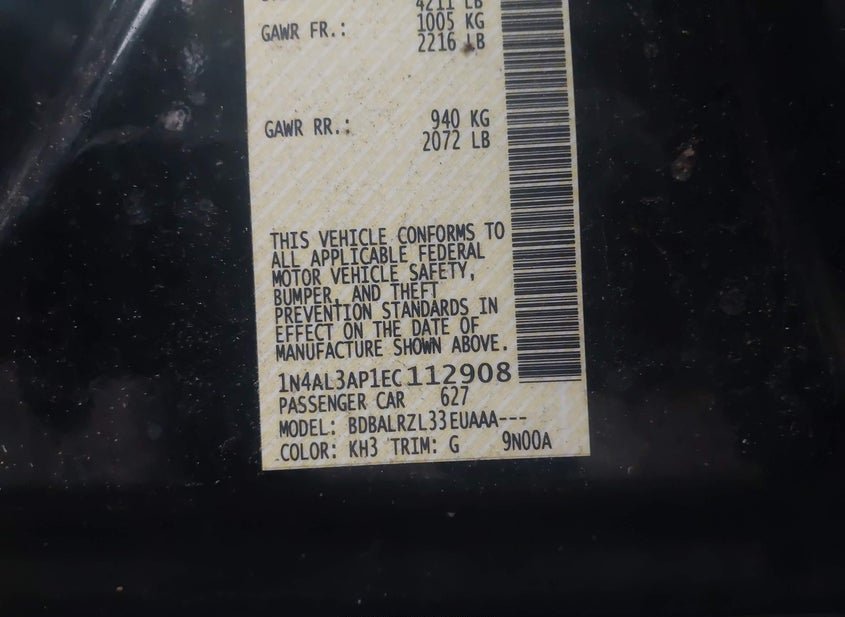 4211 LB
GAWR FR.: 1005 KG
2216 LB
GAWR RR.: 940 KG
2072 LB
THIS VEHICLE CONFORMS TO
ALL APPLICABLE FEDERAL
MOTOR VEHICLE SAFETY,
BUMPER, AND THEFT
PREVENTION STANDARDS IN
EFFECT ON THE DATE OF
MANUFACTURE SHOWN ABOVE.
1N4AL3AP1EC112908
PASSENGER CAR 627
MODEL: BDBALRZL33EUAAA---
COLOR: KH3 TRIM: G 9N00A